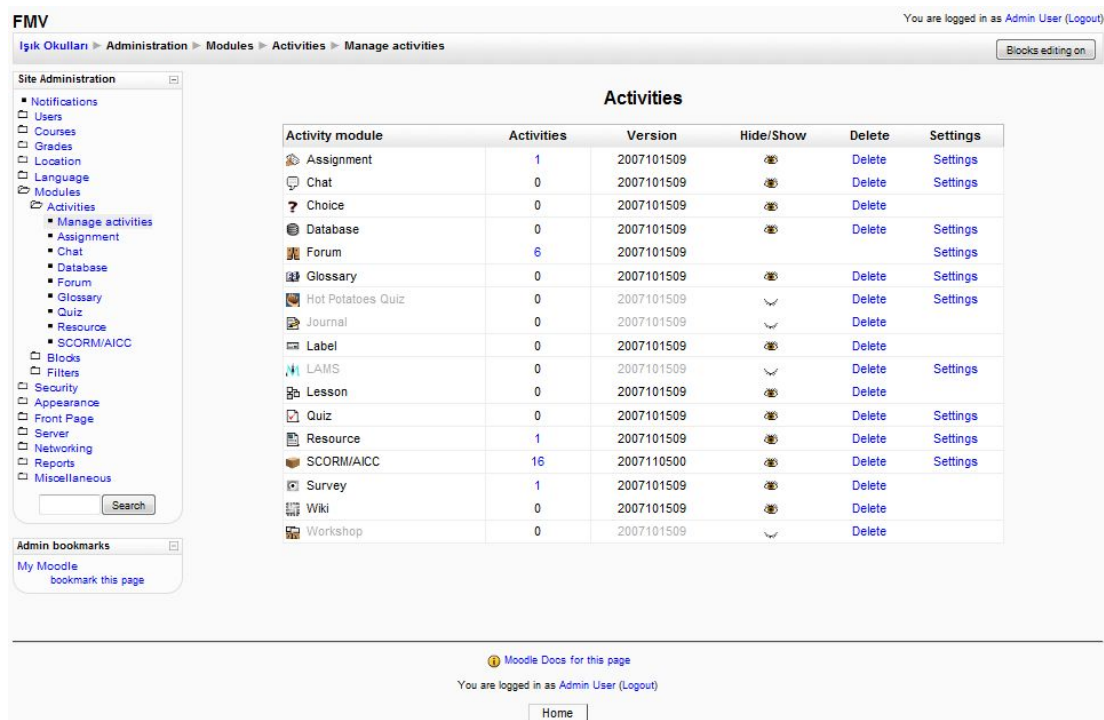 FMV
You are logged in as Admin User (Logout)
Işık Okulları ► Administration ► Modules ► Activities ► Manage activities
Blocks editing on
Site Administration
Notifications
Users
Courses
Grades
Location
Language
Modules
Activities
Manage activities
Assignment
Chat
Database
Forum
Glossary
Quiz
Resource
SCORM/AICC
Blocks
Filters
Security
Appearance
Front Page
Server
Networking
Reports
Miscellaneous
Search
Admin bookmarks
My Moodle
bookmark this page
Activities
Activity module Activities Version Hide/Show Delete Settings
Assignment 1 2007101509 Delete Settings
Chat 0 2007101509 Delete Settings
Choice 0 2007101509 Delete
Database 0 2007101509 Delete Settings
Forum 6 2007101509 Settings
Glossary 0 2007101509 Delete Settings
Hot Potatoes Quiz 0 2007101509 Delete Settings
Journal 0 2007101509 Delete
Label 0 2007101509 Delete
LAMS 0 2007101509 Delete Settings
Lesson 0 2007101509 Delete
Quiz 0 2007101509 Delete Settings
Resource 1 2007101509 Delete Settings
SCORM/AICC 16 2007110500 Delete Settings
Survey 1 2007101509 Delete
Wiki 0 2007101509 Delete
Workshop 0 2007101509 Delete
Moodle Docs for this page
You are logged in as Admin User (Logout)
Home